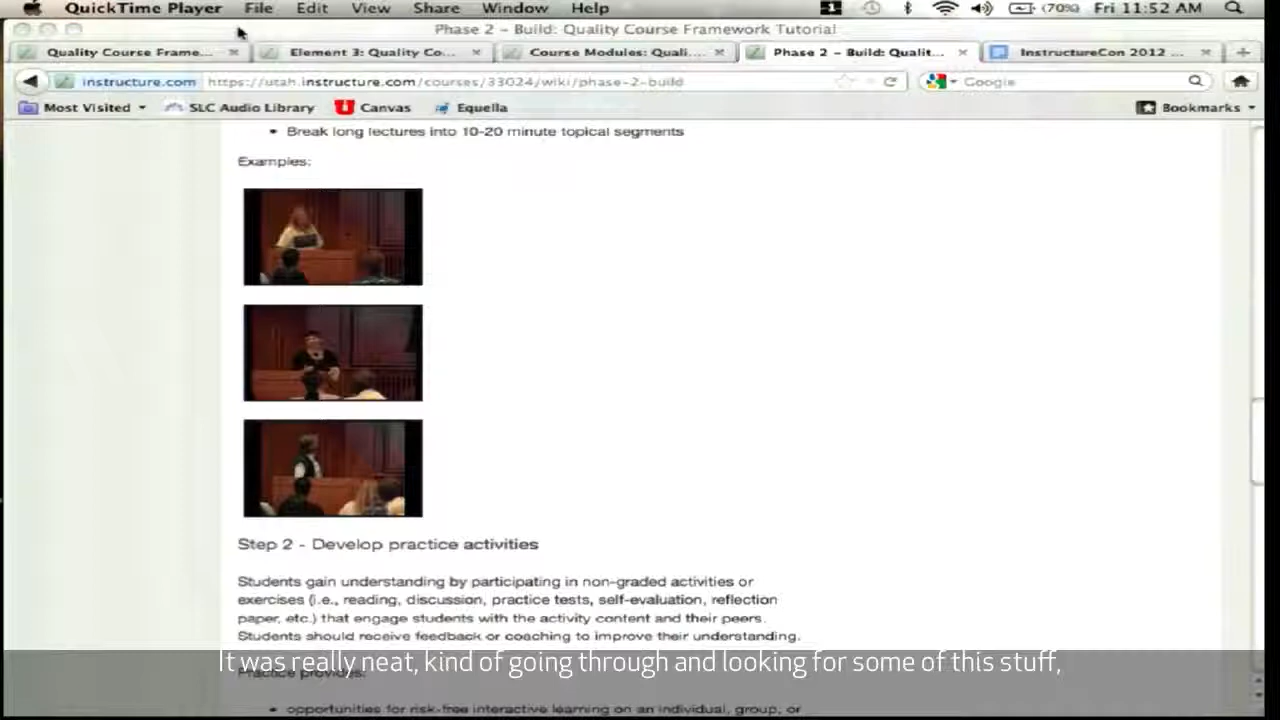 QuickTime Player File Edit View Share Window Help 1 (70%) Fri 11:52 AM
Phase 2 – Build: Quality Course Framework Tutorial
Quality Course Frame... × Element 3: Quality Co... × Course Modules: Quali... × Phase 2 – Build: Qualit... × InstructureCon 2012 ... × +
instructure.com https://utah.instructure.com/courses/33024/wiki/phase-2-build Google
Most Visited SLC Audio Library Canvas Equella Bookmarks
• Break long lectures into 10-20 minute topical segments
Examples:
Step 2 - Develop practice activities
Students gain understanding by participating in non-graded activities or
exercises (i.e., reading, discussion, practice tests, self-evaluation, reflection
paper, etc.) that engage students with the activity content and their peers.
Students should receive feedback or coaching to improve their understanding.
It was really neat, kind of going through and looking for some of this stuff,
Practice provides:
• opportunities for risk-free interactive learning on an individual, group, or